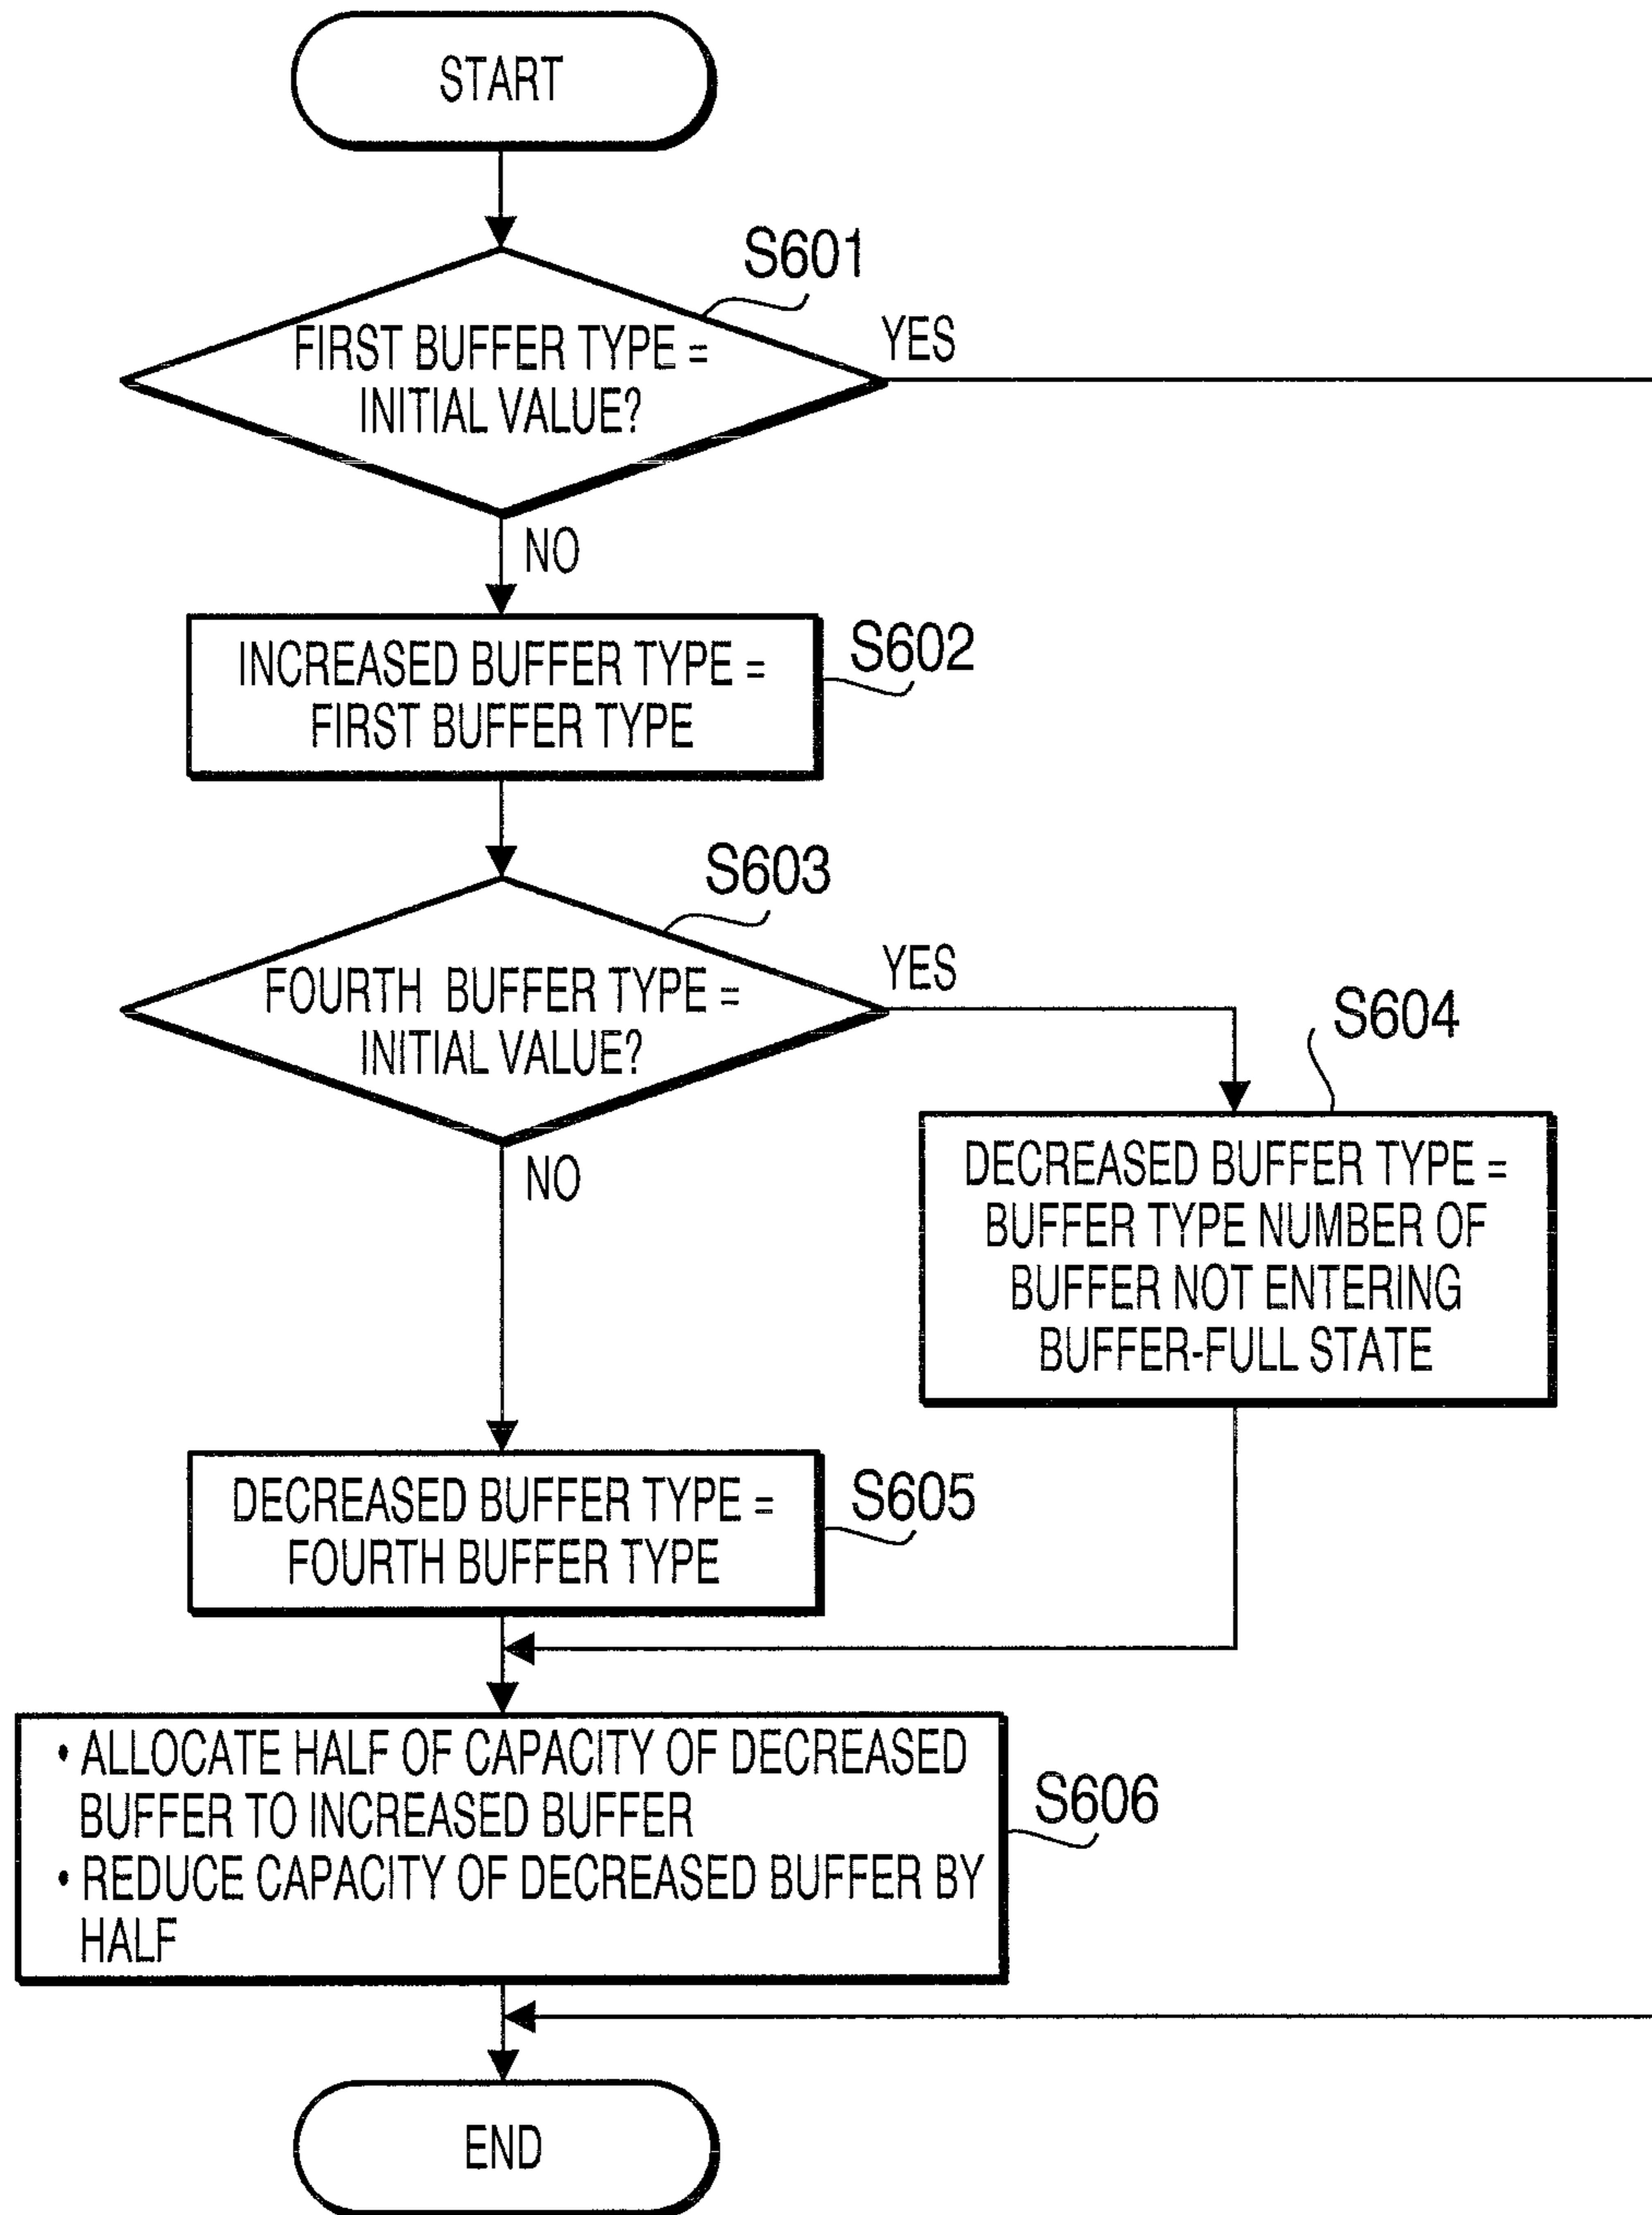 START
S601
FIRST BUFFER TYPE =
INITIAL VALUE?
YES
NO
INCREASED BUFFER TYPE =
FIRST BUFFER TYPE
S602
S603
FOURTH BUFFER TYPE =
INITIAL VALUE?
YES
NO
S604
DECREASED BUFFER TYPE =
BUFFER TYPE NUMBER OF
BUFFER NOT ENTERING
BUFFER-FULL STATE
DECREASED BUFFER TYPE =
FOURTH BUFFER TYPE
S605
• ALLOCATE HALF OF CAPACITY OF DECREASED
BUFFER TO INCREASED BUFFER
• REDUCE CAPACITY OF DECREASED BUFFER BY
HALF
S606
END